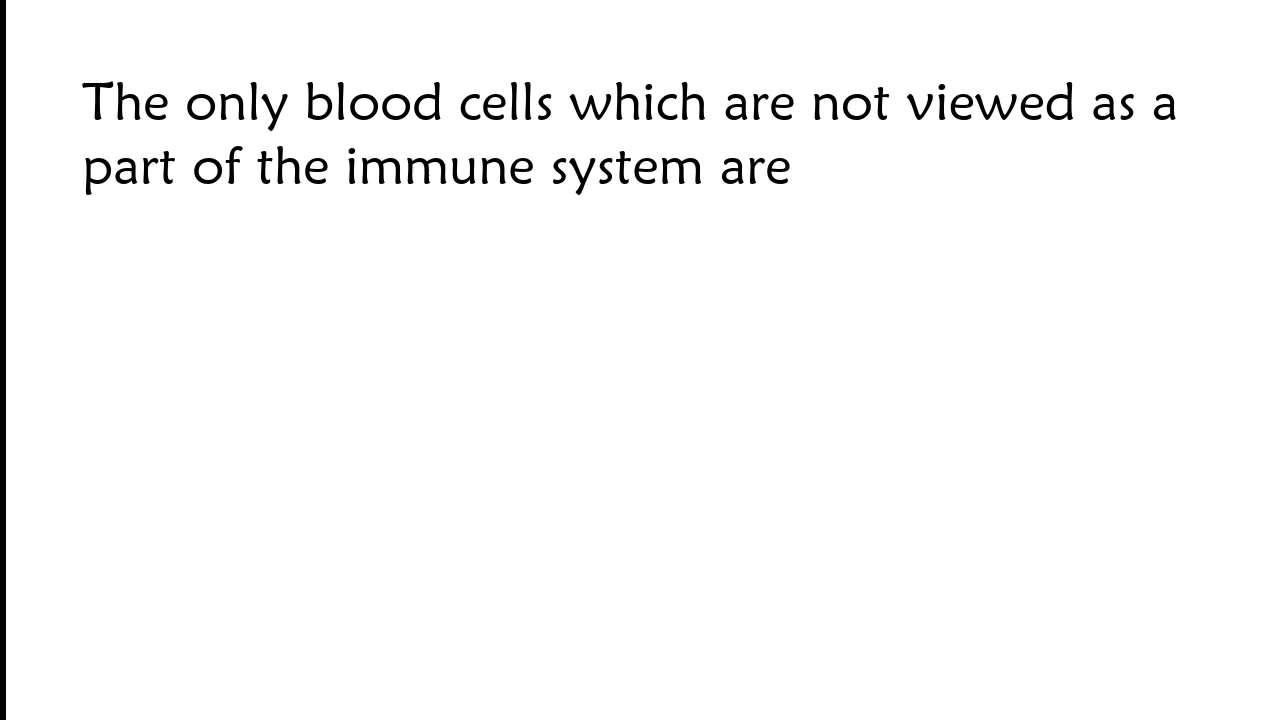 The only blood cells which are not viewed as a
part of the immune system are